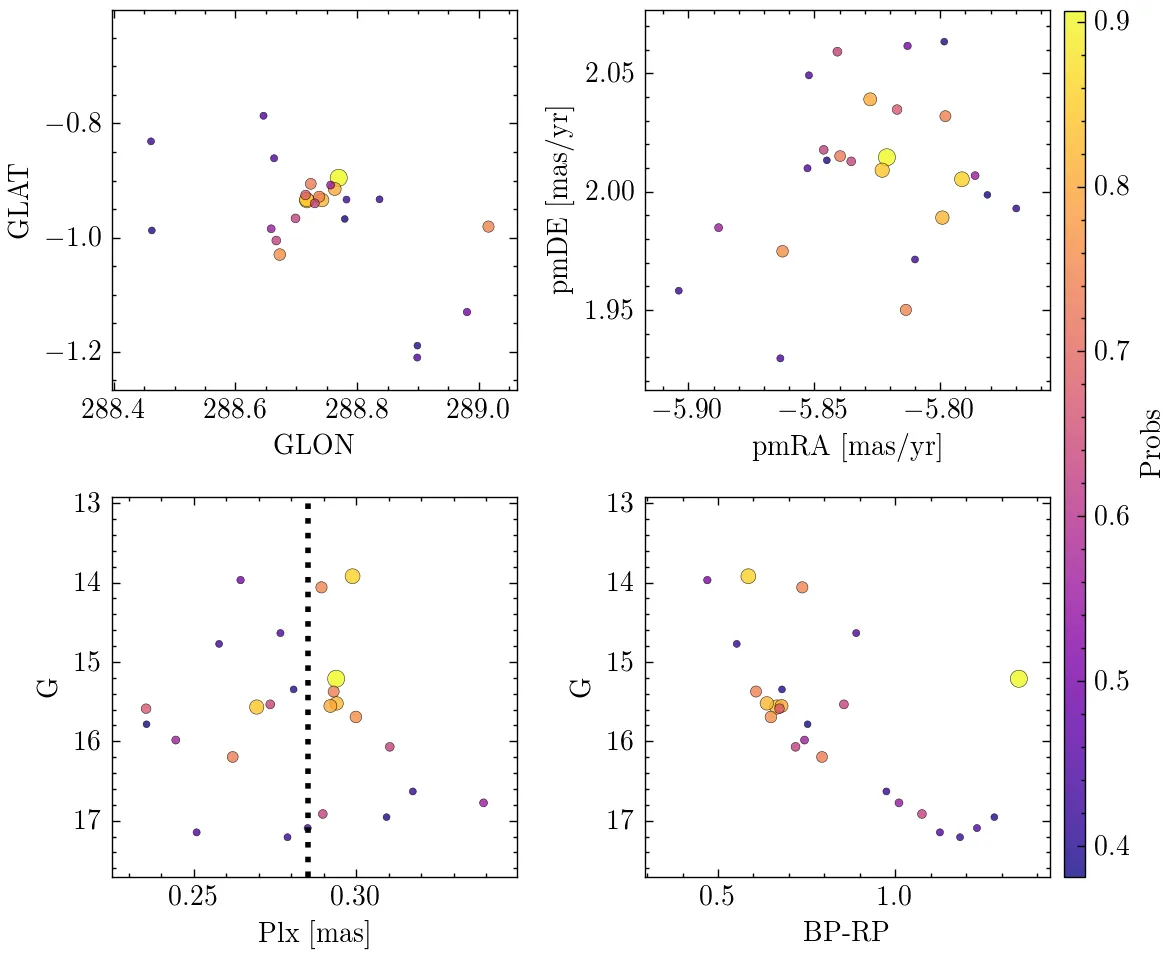 −0.8
−1.0
−1.2
GLAT
288.4 288.6 288.8 289.0
GLON
2.05
2.00
1.95
pmDE [mas/yr]
−5.90 −5.85 −5.80
pmRA [mas/yr]
0.9
0.8
0.7
0.6
0.5
0.4
Probs
13
14
15
16
17
G
0.25 0.30
Plx [mas]
13
14
15
16
17
G
0.5 1.0
BP-RP